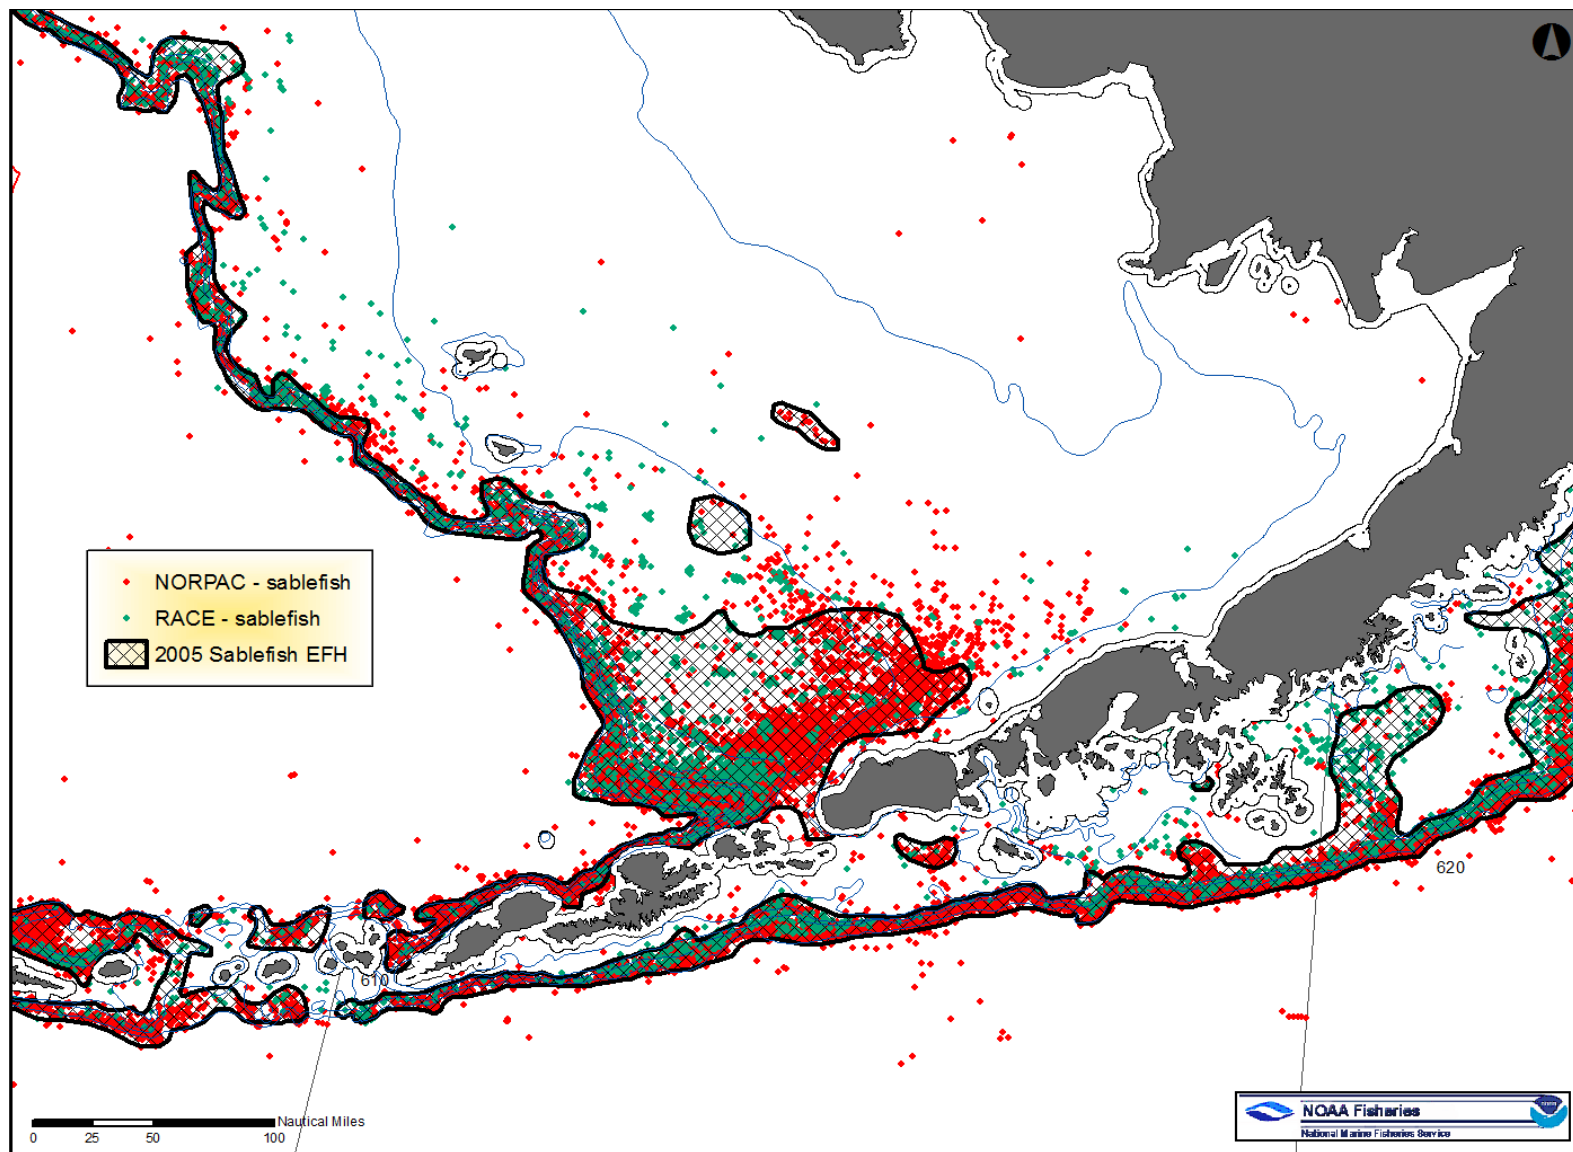 NORPAC - sablefish
RACE - sablefish
2005 Sablefish EFH
620
610
Nautical Miles
0 25 50 100
NOAA Fisheries
National Marine Fisheries Service